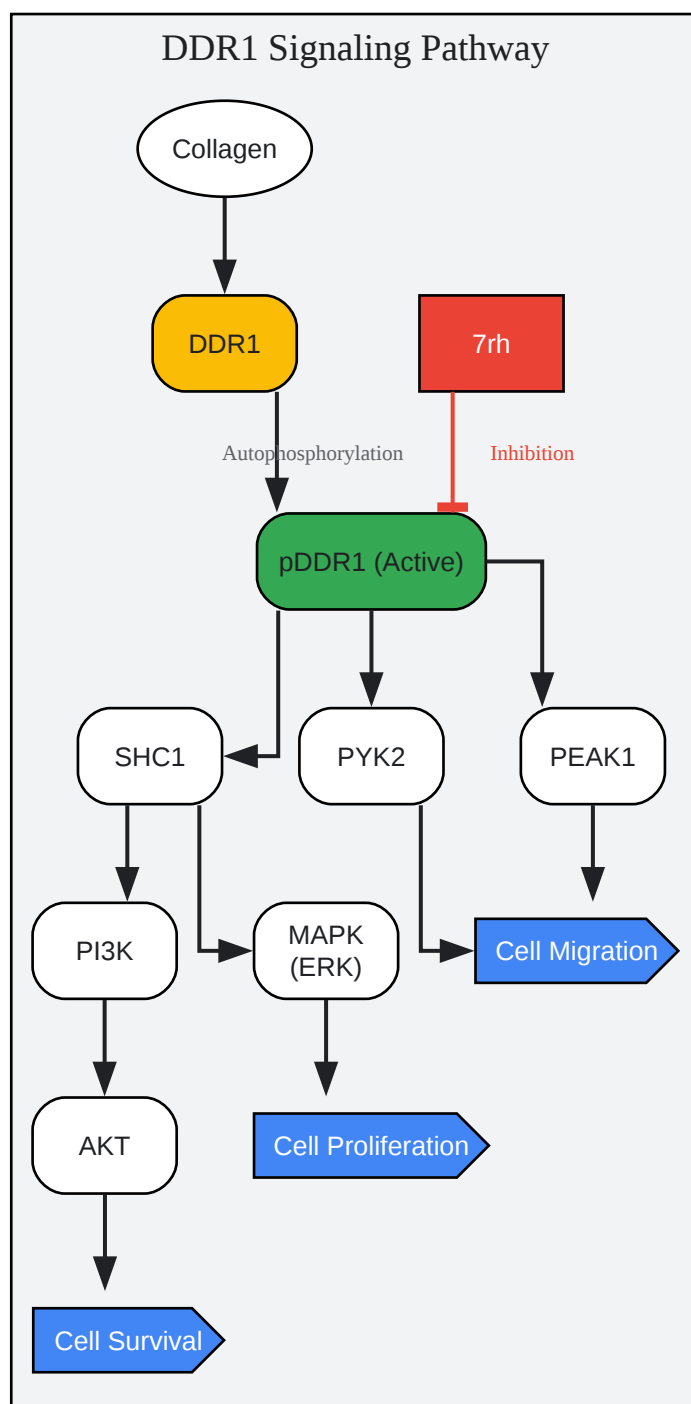 DDR1 Signaling Pathway
Collagen
DDR1
7rh
Autophosphorylation
Inhibition
pDDR1 (Active)
SHC1
PYK2
PEAK1
PI3K
MAPK
(ERK)
Cell Migration
AKT
Cell Proliferation
Cell Survival